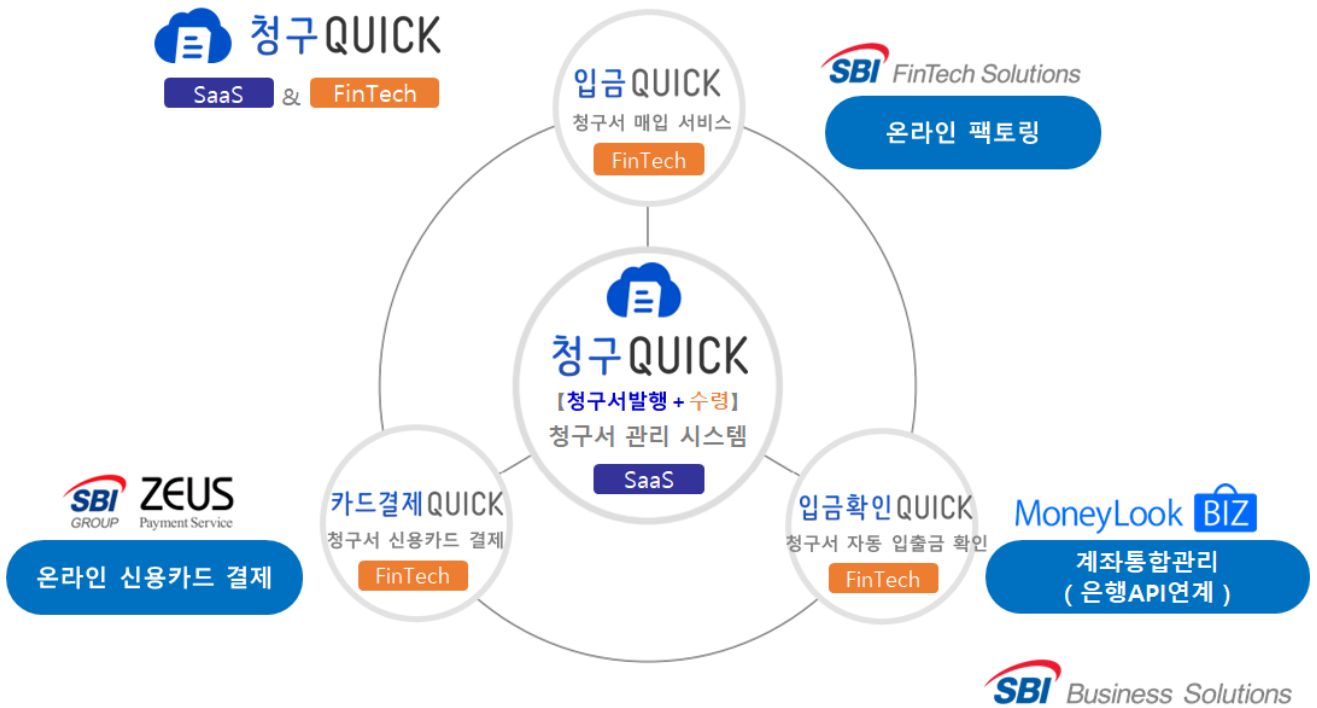 청구QUICK
SaaS & FinTech
입금QUICK
청구서 매입 서비스
FinTech
SBI FinTech Solutions
온라인 팩토링
청구QUICK
【청구서발행 + 수령】
청구서 관리 시스템
SaaS
SBI GROUP
ZEUS
Payment Service
온라인 신용카드 결제
카드결제QUICK
청구서 신용카드 결제
FinTech
입금확인QUICK
청구서 자동 입출금 확인
FinTech
MoneyLook BIZ
계좌통합관리
( 은행API연계 )
SBI Business Solutions